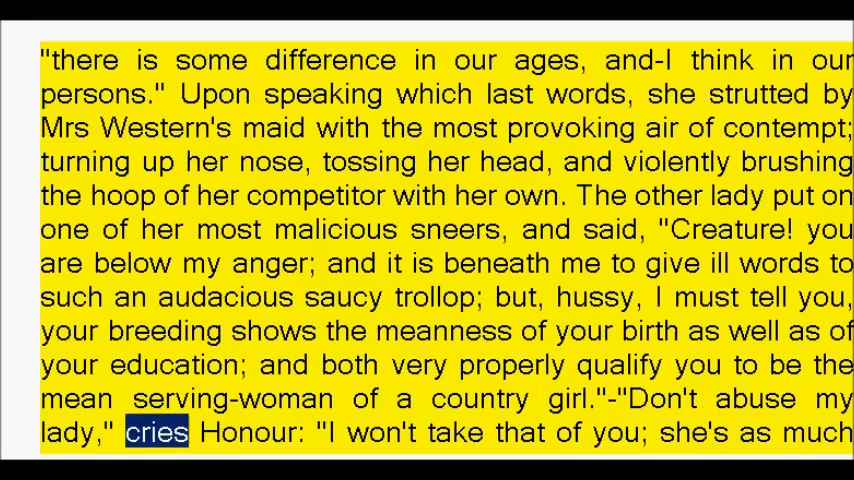 "there is some difference in our ages, and-I think in our
persons." Upon speaking which last words, she strutted by
Mrs Western's maid with the most provoking air of contempt;
turning up her nose, tossing her head, and violently brushing
the hoop of her competitor with her own. The other lady put on
one of her most malicious sneers, and said, "Creature! you
are below my anger; and it is beneath me to give ill words to
such an audacious saucy trollop; but, hussy, I must tell you,
your breeding shows the meanness of your birth as well as of
your education; and both very properly qualify you to be the
mean serving-woman of a country girl."-"Don't abuse my
lady," cries Honour: "I won't take that of you; she's as much